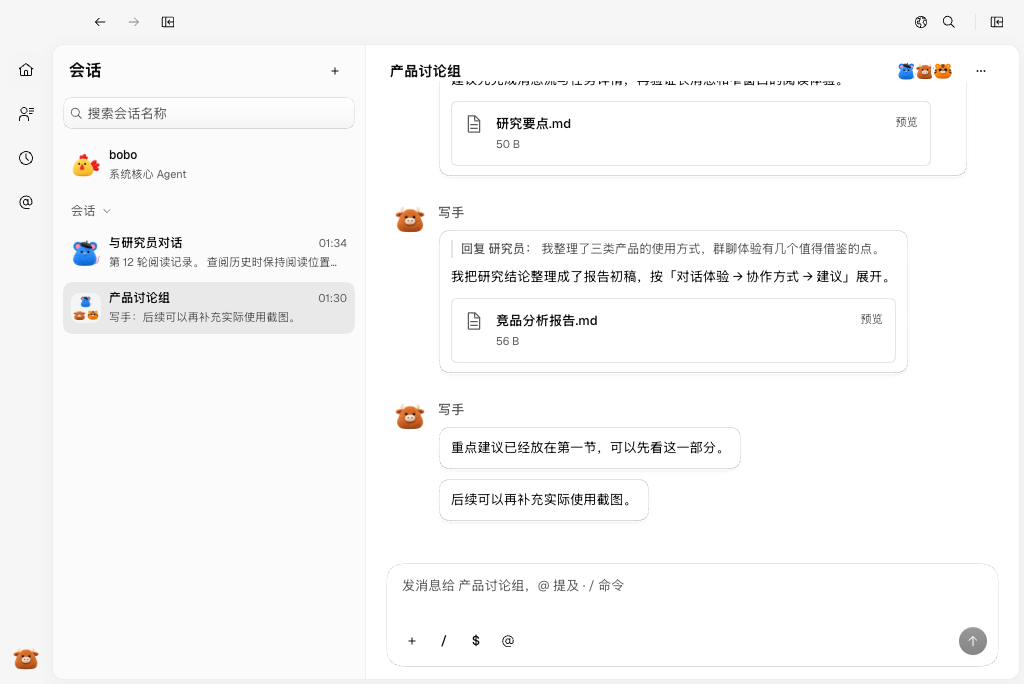 会话
+
搜索会话名称
bobo
系统核心 Agent
会话
与研究员对话 01:34
第 12 轮阅读记录。 查阅历史时保持阅读位置…
产品讨论组 01:30
写手：后续可以再补充实际使用截图。
产品讨论组
研究要点.md 预览
50 B
写手
回复 研究员： 我整理了三类产品的使用方式，群聊体验有几个值得借鉴的点。
我把研究结论整理成了报告初稿，按「对话体验 → 协作方式 → 建议」展开。
竞品分析报告.md 预览
56 B
写手
重点建议已经放在第一节，可以先看这一部分。
后续可以再补充实际使用截图。
发消息给 产品讨论组，@ 提及 · / 命令
+ / $ @